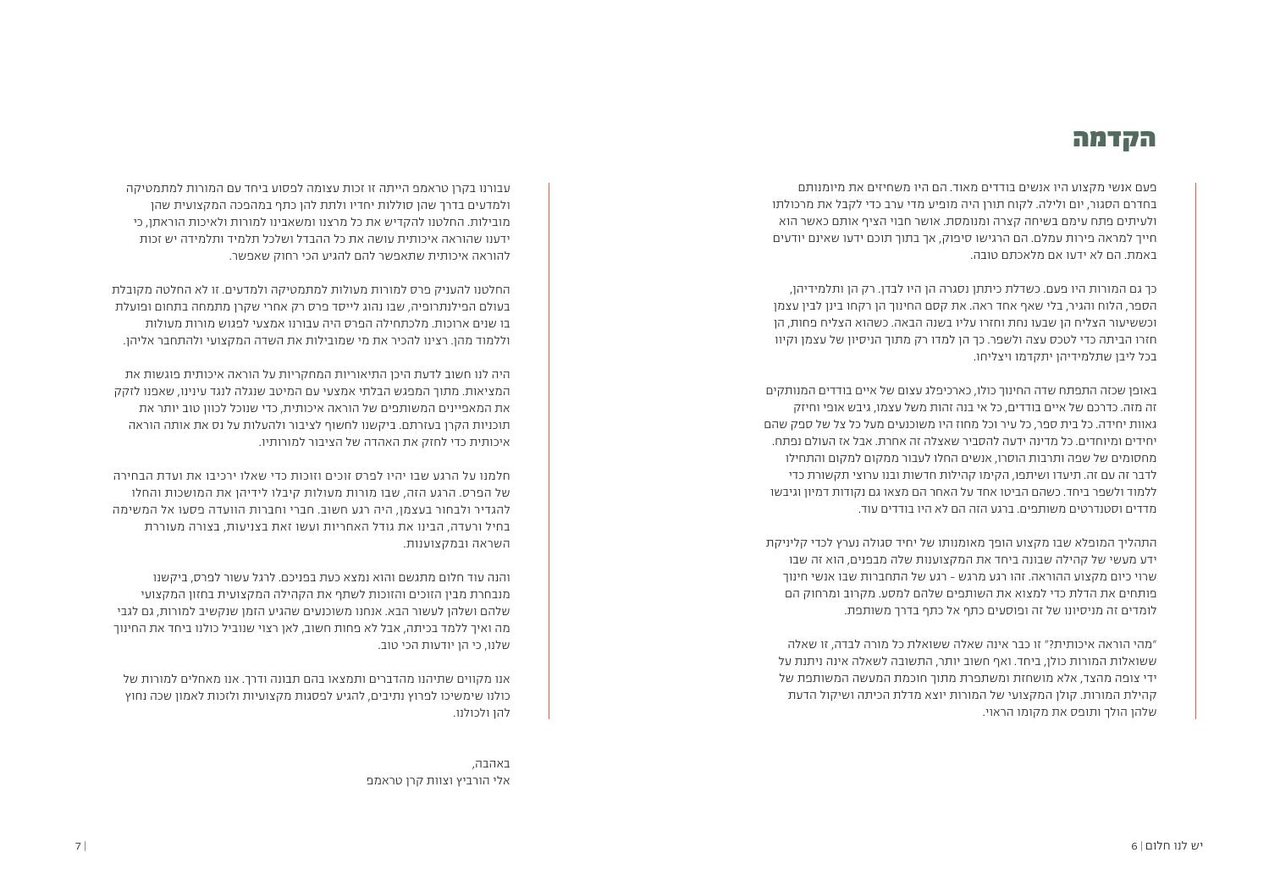 הקדמה
פעם אנשי מקצוע היו אנשים בודדים מאוד. הם היו משחיזים את מיומנותם
בחדרם הסגור, יום ולילה. לקוח תורן היה מופיע מדי ערב כדי לקבל את מרכולתו
ולעיתים פתח עימם בשיחה קצרה ומנומסת. אושר חבוי הציף אותם כאשר הוא
חייך למראה פירות עמלם. הם הרגישו סיפוק, אך בתוך תוכם ידעו שאינם יודעים
באמת. הם לא ידעו אם מלאכתם טובה.
כך גם המורות היו פעם. כשדלת כיתתן נסגרה הן היו לבדן. רק הן ותלמידיהן,
הספר, הלוח והגיר, בלי שאף אחד ראה. את קסם החינוך הן רקחו בינן לבין עצמן
וכששיעור הצליח הן שבעו נחת וחזרו עליו בשנה הבאה. כשהוא הצליח פחות, הן
חזרו הביתה כדי לטכס עצה ולשפר. כך הן למדו רק מתוך הניסיון של עצמן וקיוו
בכל ליבן שתלמידיהן יתקדמו ויצליחו.
באופן שכזה התפתח שדה החינוך כולו, כארכיפלג עצום של איים בודדים המנותקים
זה מזה. כדרכם של איים בודדים, כל אי בנה זהות משל עצמו, גיבש אופי וחיזק
גאוות יחידה. כל בית ספר, כל עיר וכל מחוז היו משוכנעים מעל כל צל של ספק שהם
יחידים ומיוחדים. כל מדינה ידעה להסביר שאצלה זה אחרת. אבל אז העולם נפתח.
מחסומים של שפה ותרבות הוסרו, אנשים החלו לעבור ממקום למקום והתחילו
לדבר זה עם זה. תיעדו ושיתפו, הקימו קהילות חדשות ובנו ערוצי תקשורת כדי
ללמוד ולשפר ביחד. כשהם הביטו אחד על האחר הם מצאו גם נקודות דמיון וגיבשו
מדדים וסטנדרטים משותפים. ברגע הזה הם לא היו בודדים עוד.
התהליך המופלא שבו מקצוע הופך מאומנותו של יחיד סגולה נערץ לכדי קליניקת
ידע מעשי של קהילה שבונה ביחד את המקצוענות שלה מבפנים, הוא זה שבו
שרוי כיום מקצוע ההוראה. זהו רגע מרגש - רגע של התחברות שבו אנשי חינוך
פותחים את הדלת כדי למצוא את השותפים שלהם למסע. מקרוב ומרחוק הם
לומדים זה מניסיונו של זה ופוסעים כתף אל כתף בדרך משותפת.
"מהי הוראה איכותית?" זו כבר אינה שאלה ששואלת כל מורה לבדה, זו שאלה
ששואלות המורות כולן, ביחד. ואף חשוב יותר, התשובה לשאלה אינה ניתנת על
ידי צופה מהצד, אלא מושחזת ומשתפרת מתוך חוכמת המעשה המשותפת של
קהילת המורות. קולן המקצועי של המורות יוצא מדלת הכיתה ושיקול הדעת
שלהן הולך ותופס את מקומו הראוי.
יש לנו חלום | 6
עבורנו בקרן טראמפ הייתה זו זכות עצומה לפסוע ביחד עם המורות למתמטיקה
ולמדעים בדרך שהן סוללות יחדיו ולתת להן כתף במהפכה המקצועית שהן
מובילות. החלטנו להקדיש את כל מרצנו ומשאבינו למורות ולאיכות הוראתן, כי
ידענו שהוראה איכותית עושה את כל ההבדל ושלכל תלמיד ותלמידה יש זכות
להוראה איכותית שתאפשר להם להגיע הכי רחוק שאפשר.
החלטנו להעניק פרס למורות מעולות למתמטיקה ולמדעים. זו לא החלטה מקובלת
בעולם הפילנתרופיה, שבו נהוג לייסד פרס רק אחרי שקרן מתמחה בתחום ופועלת
בו שנים ארוכות. מלכתחילה הפרס היה עבורנו אמצעי לפגוש מורות מעולות
וללמוד מהן. רצינו להכיר את מי שמובילות את השדה המקצועי ולהתחבר אליהן.
היה לנו חשוב לדעת היכן התיאוריות המחקריות על הוראה איכותית פוגשות את
המציאות. מתוך המפגש הבלתי אמצעי עם המיטב שנגלה לנגד עינינו, שאפנו לזקק
את המאפיינים המשותפים של הוראה איכותית, כדי שנוכל לכוון טוב יותר את
תוכניות הקרן בעזרתם. ביקשנו לחשוף לציבור ולהעלות על נס את אותה הוראה
איכותית כדי לחזק את האהדה של הציבור למורותיו.
חלמנו על הרגע שבו יהיו לפרס זוכים וזוכות כדי שאלו ירכיבו את ועדת הבחירה
של הפרס. הרגע הזה, שבו מורות מעולות קיבלו לידיהן את המושכות והחלו
להגדיר ולבחור בעצמן, היה רגע חשוב. חברי וחברות הוועדה פסעו אל המשימה
בחיל ורעדה, הבינו את גודל האחריות ועשו זאת בצניעות, בצורה מעוררת
השראה ובמקצוענות.
והנה עוד חלום מתגשם והוא נמצא כעת בפניכם. לרגל עשור לפרס, ביקשנו
מנבחרת מבין הזוכים והזוכות לשתף את הקהילה המקצועית בחזון המקצועי
שלהם ושלהן לעשור הבא. אנחנו משוכנעים שהגיע הזמן שנקשיב למורות, גם לגבי
מה ואיך ללמד בכיתה, אבל לא פחות חשוב, לאן רצוי שנוביל כולנו ביחד את החינוך
שלנו, כי הן יודעות הכי טוב.
אנו מקווים שתיהנו מהדברים ותמצאו בהם תבונה ודרך. אנו מאחלים למורות של
כולנו שימשיכו לפרוץ נתיבים, להגיע לפסגות מקצועיות ולזכות לאמון שכה נחוץ
להן ולכולנו.
באהבה,
אלי הורביץ וצוות קרן טראמפ
| 7